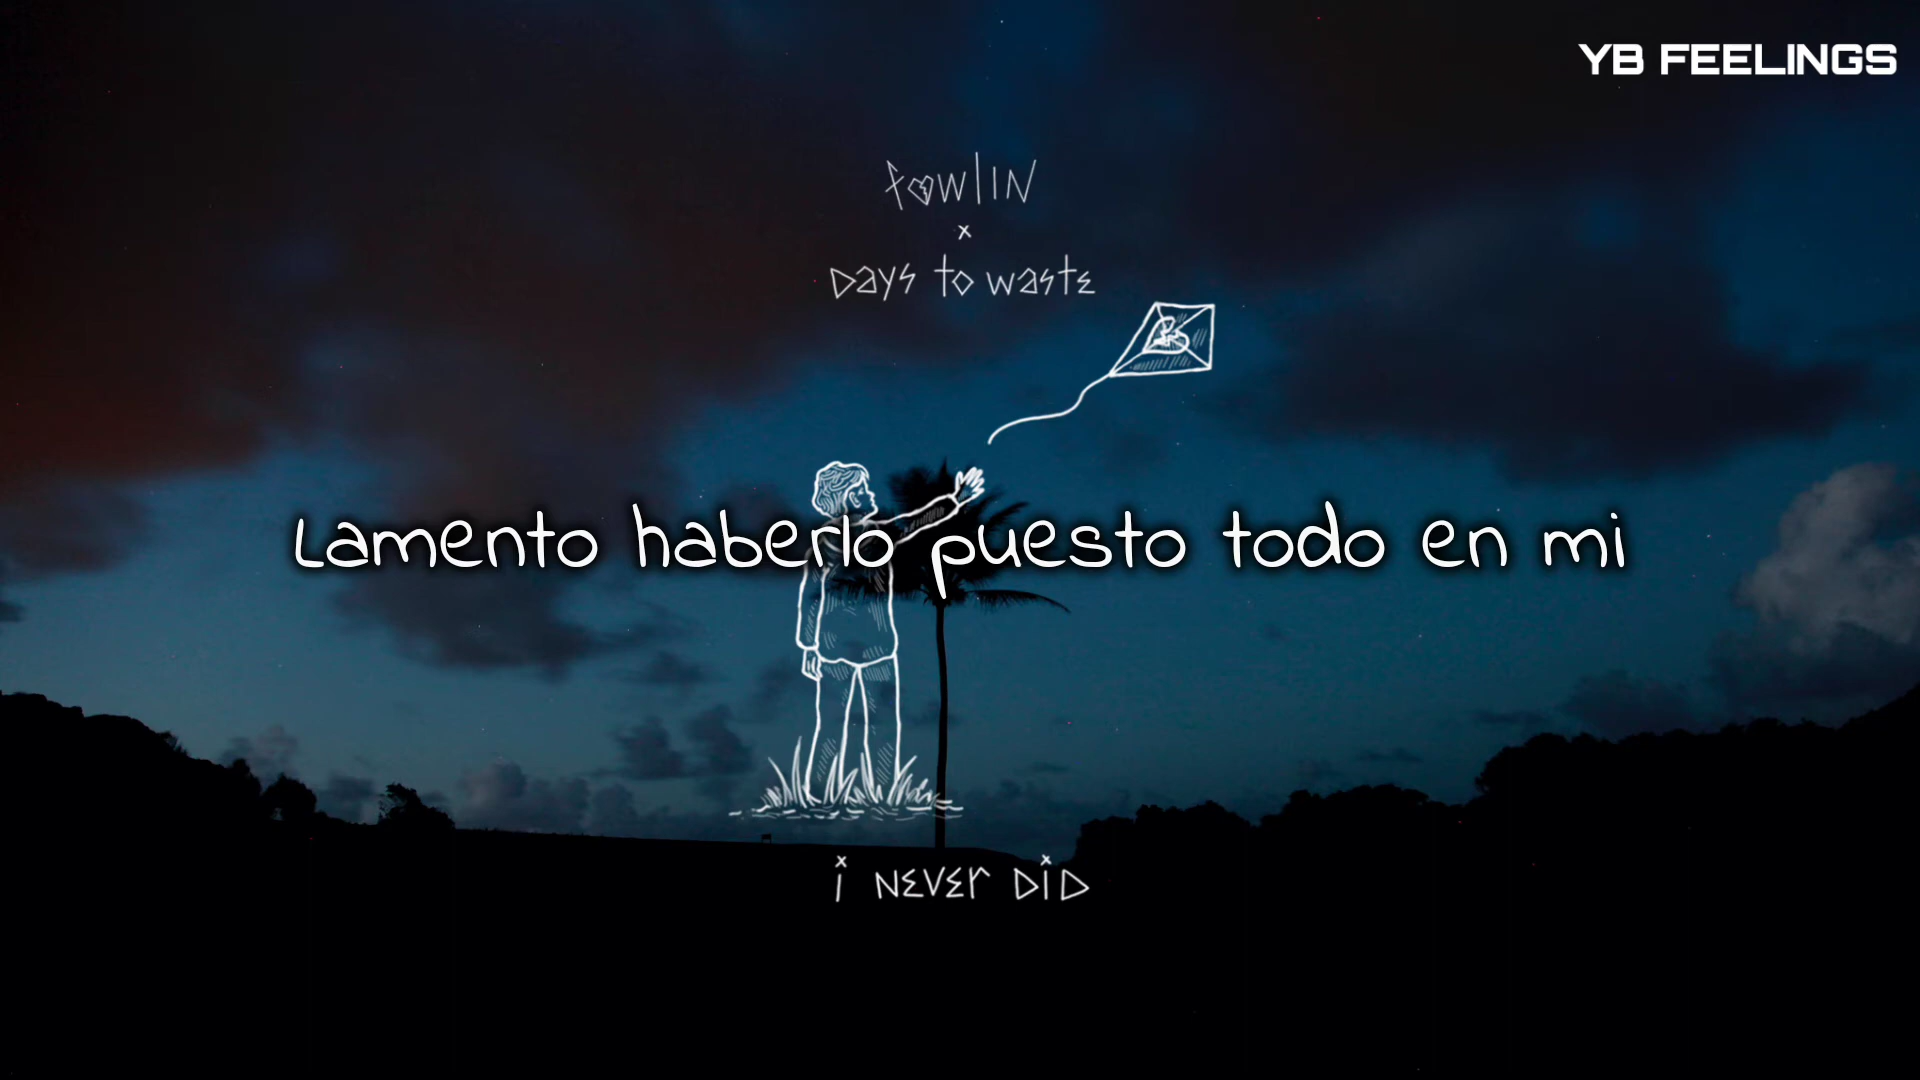 YB FEELINGS
fowlin
x
Days to waste
Lamento haberlo puesto todo en mi
i never did